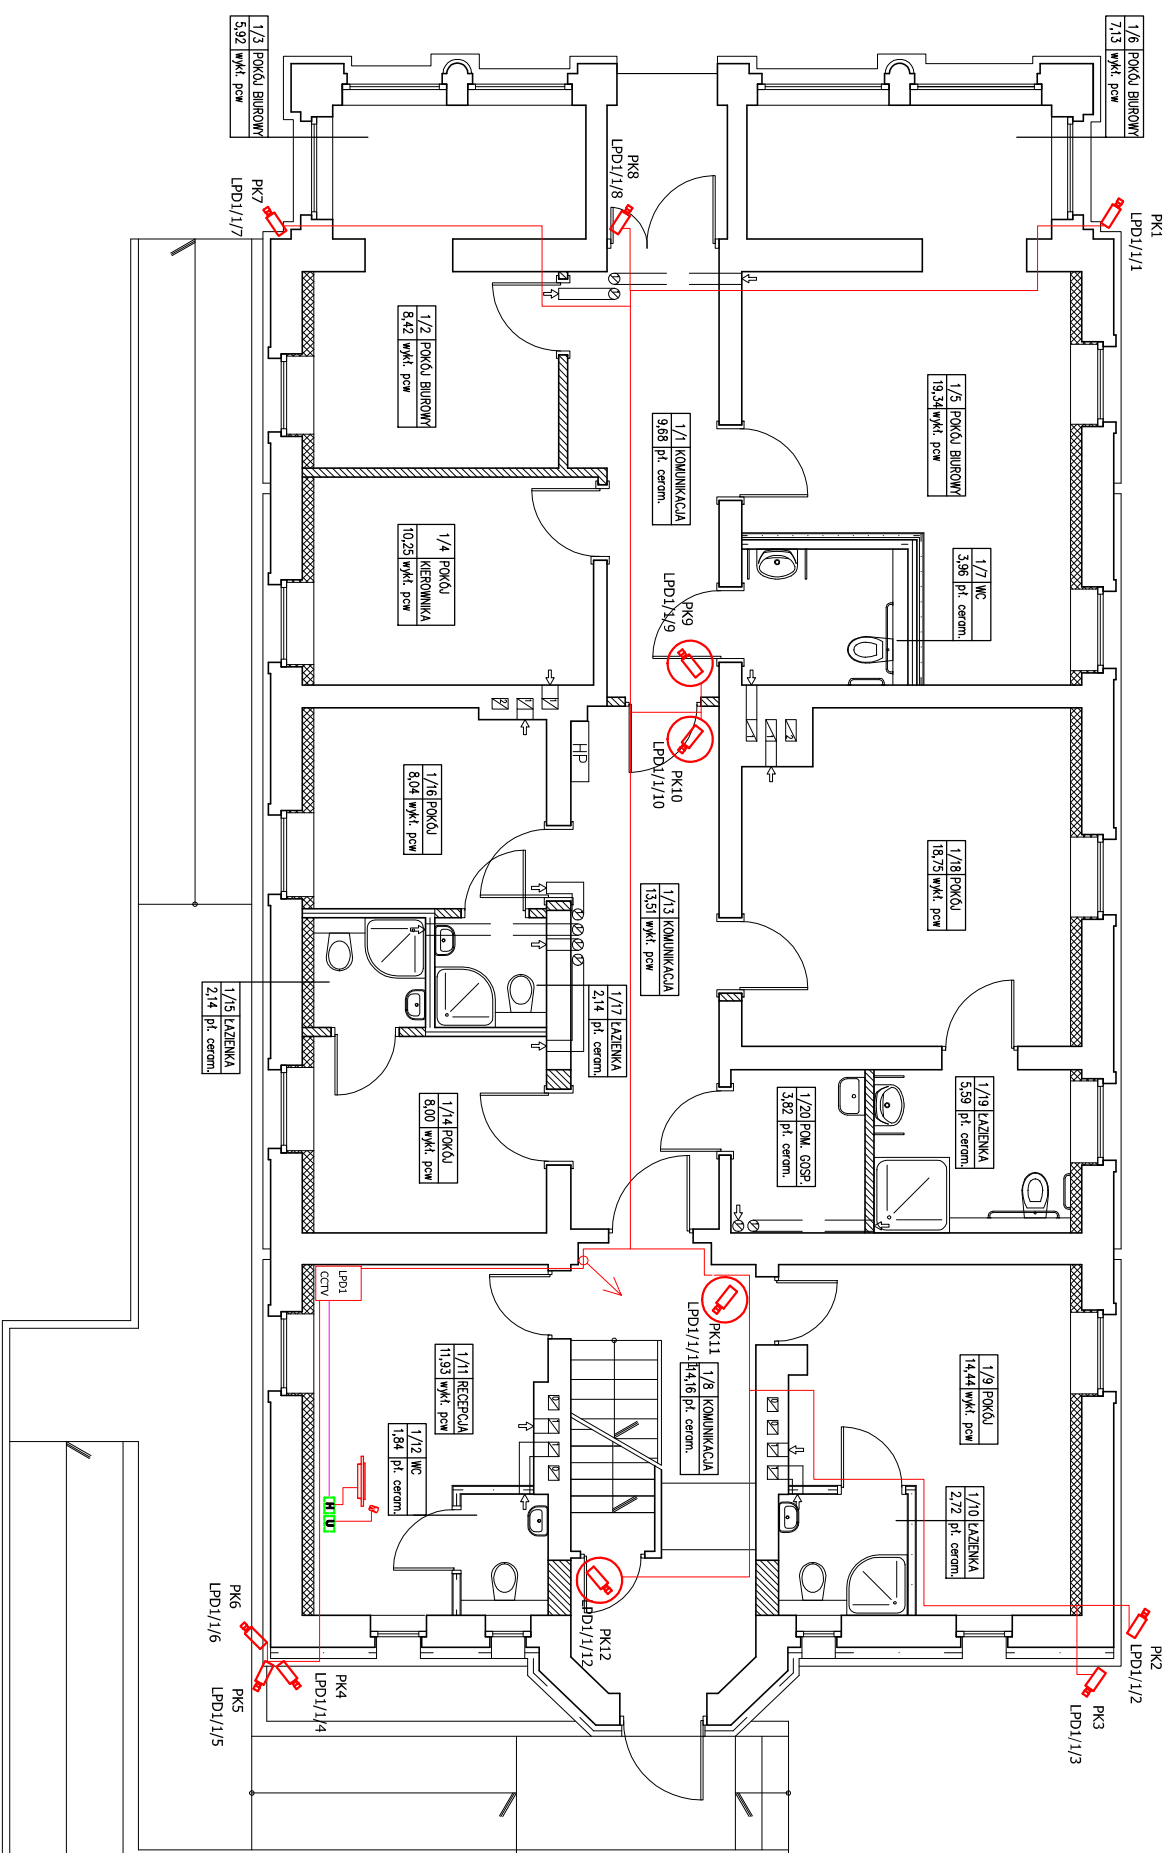 1/3 POKÓJ BIUROWY
5,92 wykł. pcw
1/6 POKÓJ BIUROWY
7,13 wykł. pcw
PK7
LPD1/1/7
PK8
LPD1/1/8
PK1
LPD1/1/1
1/2 POKÓJ BIUROWY
8,42 wykł. pcw
1/1 KOMUNIKACJA
9,68 pł. ceram.
1/5 POKÓJ BIUROWY
19,34 wykł. pcw
1/4 POKÓJ
KIEROWNIKA
10,25 wykł. pcw
1/7 WC
3,96 pł. ceram.
PK9
LPD1/1/9
PK10
LPD1/1/10
HP
1/16 POKÓJ
8,04 wykł. pcw
1/13 KOMUNIKACJA
13,51 wykł. pcw
1/18 POKÓJ
18,75 wykł. pcw
1/15 ŁAZIENKA
2,14 pł. ceram.
1/17 ŁAZIENKA
2,14 pł. ceram.
1/14 POKÓJ
8,00 wykł. pcw
1/20 POM. GOSP.
3,82 pł. ceram.
1/19 ŁAZIENKA
5,59 pł. ceram.
LPD1
CCTV
PK11
LPD1/1/11
1/8 KOMUNIKACJA
14,16 pł. ceram.
1/11 RECEPCJA
11,93 wykł. pcw
1/9 POKÓJ
14,44 wykł. pcw
1/12 WC
1,84 pł. ceram.
1/10 ŁAZIENKA
2,72 pł. ceram.
H U
PK12
LPD1/1/12
PK6
LPD1/1/6
PK4
LPD1/1/4
PK5
LPD1/1/5
PK2
LPD1/1/2
PK3
LPD1/1/3